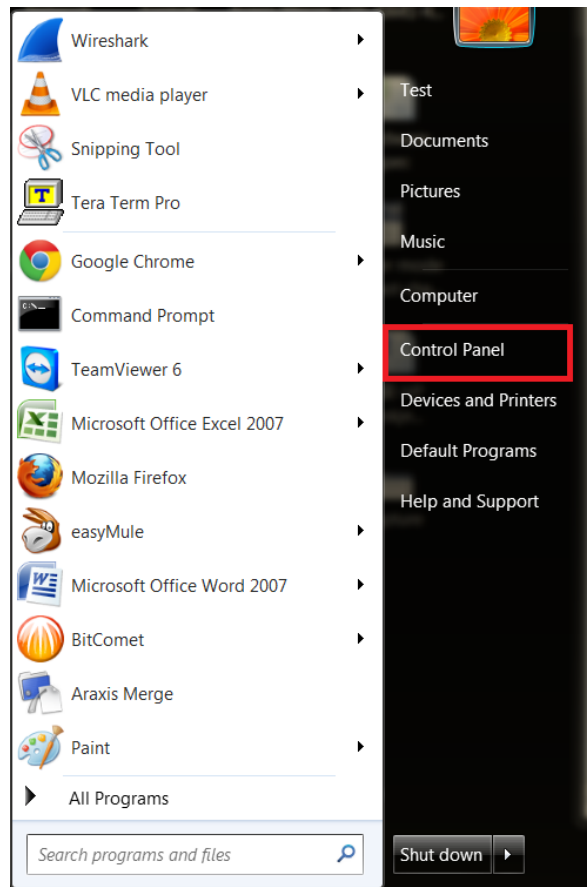 Wireshark
VLC media player
Snipping Tool
Tera Term Pro
Google Chrome
Command Prompt
TeamViewer 6
Microsoft Office Excel 2007
Mozilla Firefox
easyMule
Microsoft Office Word 2007
BitComet
Araxis Merge
Paint
All Programs
Search programs and files
Test
Documents
Pictures
Music
Computer
Control Panel
Devices and Printers
Default Programs
Help and Support
Shut down